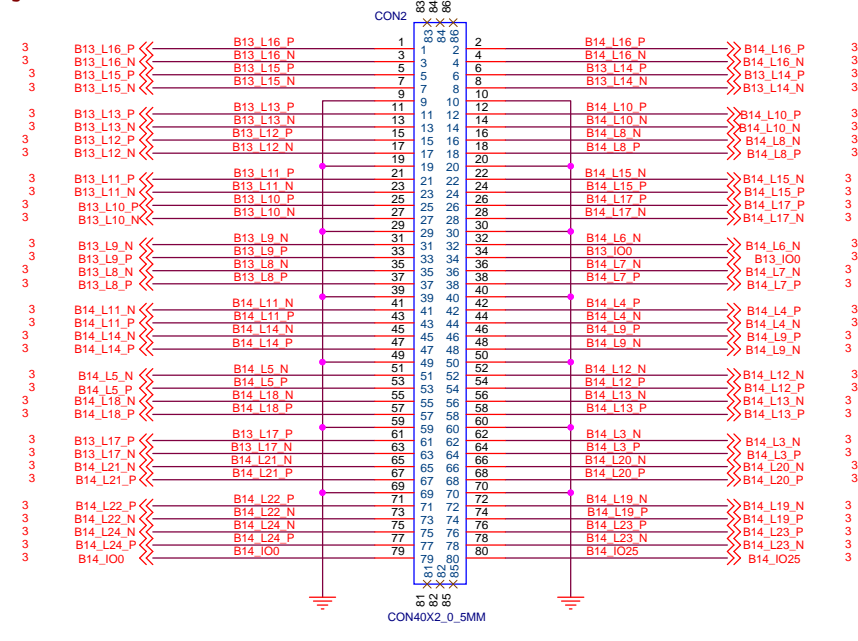 83 84 86
CON2
83 84 86
3 B13_L16_P B13_L16_P 1 1 2 2 B14_L16_P B14_L16_P 3
3 B13_L16_N B13_L16_N 3 3 4 4 B14_L16_N B14_L16_N 3
3 B13_L15_P B13_L15_P 5 5 6 6 B13_L14_P B13_L14_P 3
3 B13_L15_N B13_L15_N 7 7 8 8 B13_L14_N B13_L14_N 3
9 9 10 10
3 B13_L13_P B13_L13_P 11 11 12 12 B14_L10_P B14_L10_P 3
3 B13_L13_N B13_L13_N 13 13 14 14 B14_L10_N B14_L10_N 3
3 B13_L12_P B13_L12_P 15 15 16 16 B14_L8_N B14_L8_N 3
3 B13_L12_N B13_L12_N 17 17 18 18 B14_L8_P B14_L8_P 3
19 19 20 20
3 B13_L11_P B13_L11_P 21 21 22 22 B14_L15_N B14_L15_N 3
3 B13_L11_N B13_L11_N 23 23 24 24 B14_L15_P B14_L15_P 3
3 B13_L10_P B13_L10_P 25 25 26 26 B14_L17_P B14_L17_P 3
3 B13_L10_N B13_L10_N 27 27 28 28 B14_L17_N B14_L17_N 3
29 29 30 30
3 B13_L9_N B13_L9_N 31 31 32 32 B14_L6_N B14_L6_N 3
3 B13_L9_P B13_L9_P 33 33 34 34 B13_IO0 B13_IO0 3
3 B13_L8_N B13_L8_N 35 35 36 36 B14_L7_N B14_L7_N 3
3 B13_L8_P B13_L8_P 37 37 38 38 B14_L7_P B14_L7_P 3
39 39 40 40
3 B14_L11_N B14_L11_N 41 41 42 42 B14_L4_P B14_L4_P 3
3 B14_L11_P B14_L11_P 43 43 44 44 B14_L4_N B14_L4_N 3
3 B14_L14_N B14_L14_N 45 45 46 46 B14_L9_P B14_L9_P 3
3 B14_L14_P B14_L14_P 47 47 48 48 B14_L9_N B14_L9_N 3
49 49 50 50
3 B14_L5_N B14_L5_N 51 51 52 52 B14_L12_N B14_L12_N 3
3 B14_L5_P B14_L5_P 53 53 54 54 B14_L12_P B14_L12_P 3
3 B14_L18_N B14_L18_N 55 55 56 56 B14_L13_N B14_L13_N 3
3 B14_L18_P B14_L18_P 57 57 58 58 B14_L13_P B14_L13_P 3
59 59 60 60
3 B13_L17_P B13_L17_P 61 61 62 62 B14_L3_N B14_L3_N 3
3 B13_L17_N B13_L17_N 63 63 64 64 B14_L3_P B14_L3_P 3
3 B14_L21_N B14_L21_N 65 65 66 66 B14_L20_N B14_L20_N 3
3 B14_L21_P B14_L21_P 67 67 68 68 B14_L20_P B14_L20_P 3
69 69 70 70
3 B14_L22_P B14_L22_P 71 71 72 72 B14_L19_N B14_L19_N 3
3 B14_L22_N B14_L22_N 73 73 74 74 B14_L19_P B14_L19_P 3
3 B14_L24_N B14_L24_N 75 75 76 76 B14_L23_P B14_L23_P 3
3 B14_L24_P B14_L24_P 77 77 78 78 B14_L23_N B14_L23_N 3
3 B14_IO0 B14_IO0 79 79 80 80 B14_IO25 B14_IO25 3
81 82 85
81 82 85
CON40X2_0_5MM